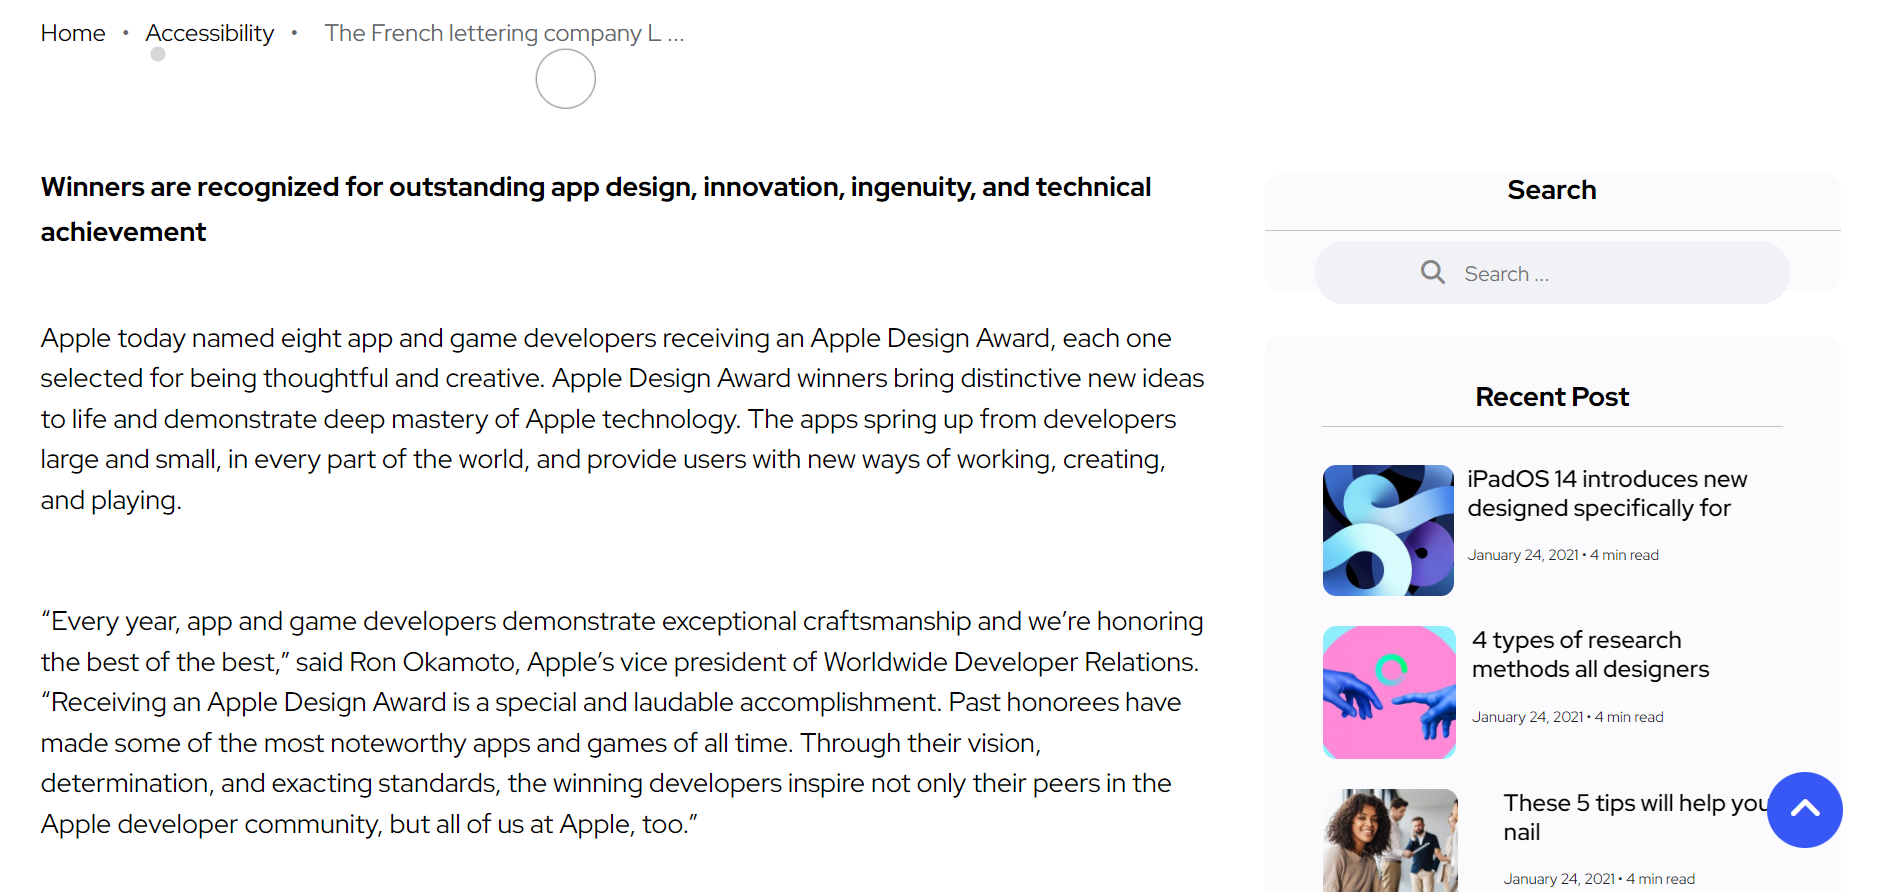 Home • Accessibility • The French lettering company L ...
Winners are recognized for outstanding app design, innovation, ingenuity, and technical
achievement
Apple today named eight app and game developers receiving an Apple Design Award, each one
selected for being thoughtful and creative. Apple Design Award winners bring distinctive new ideas
to life and demonstrate deep mastery of Apple technology. The apps spring up from developers
large and small, in every part of the world, and provide users with new ways of working, creating,
and playing.
“Every year, app and game developers demonstrate exceptional craftsmanship and we’re honoring
the best of the best,” said Ron Okamoto, Apple’s vice president of Worldwide Developer Relations.
“Receiving an Apple Design Award is a special and laudable accomplishment. Past honorees have
made some of the most noteworthy apps and games of all time. Through their vision,
determination, and exacting standards, the winning developers inspire not only their peers in the
Apple developer community, but all of us at Apple, too.”
Search
Search ...
Recent Post
iPadOS 14 introduces new
designed specifically for
January 24, 2021 • 4 min read
4 types of research
methods all designers
January 24, 2021 • 4 min read
These 5 tips will help you
nail
January 24, 2021 • 4 min read